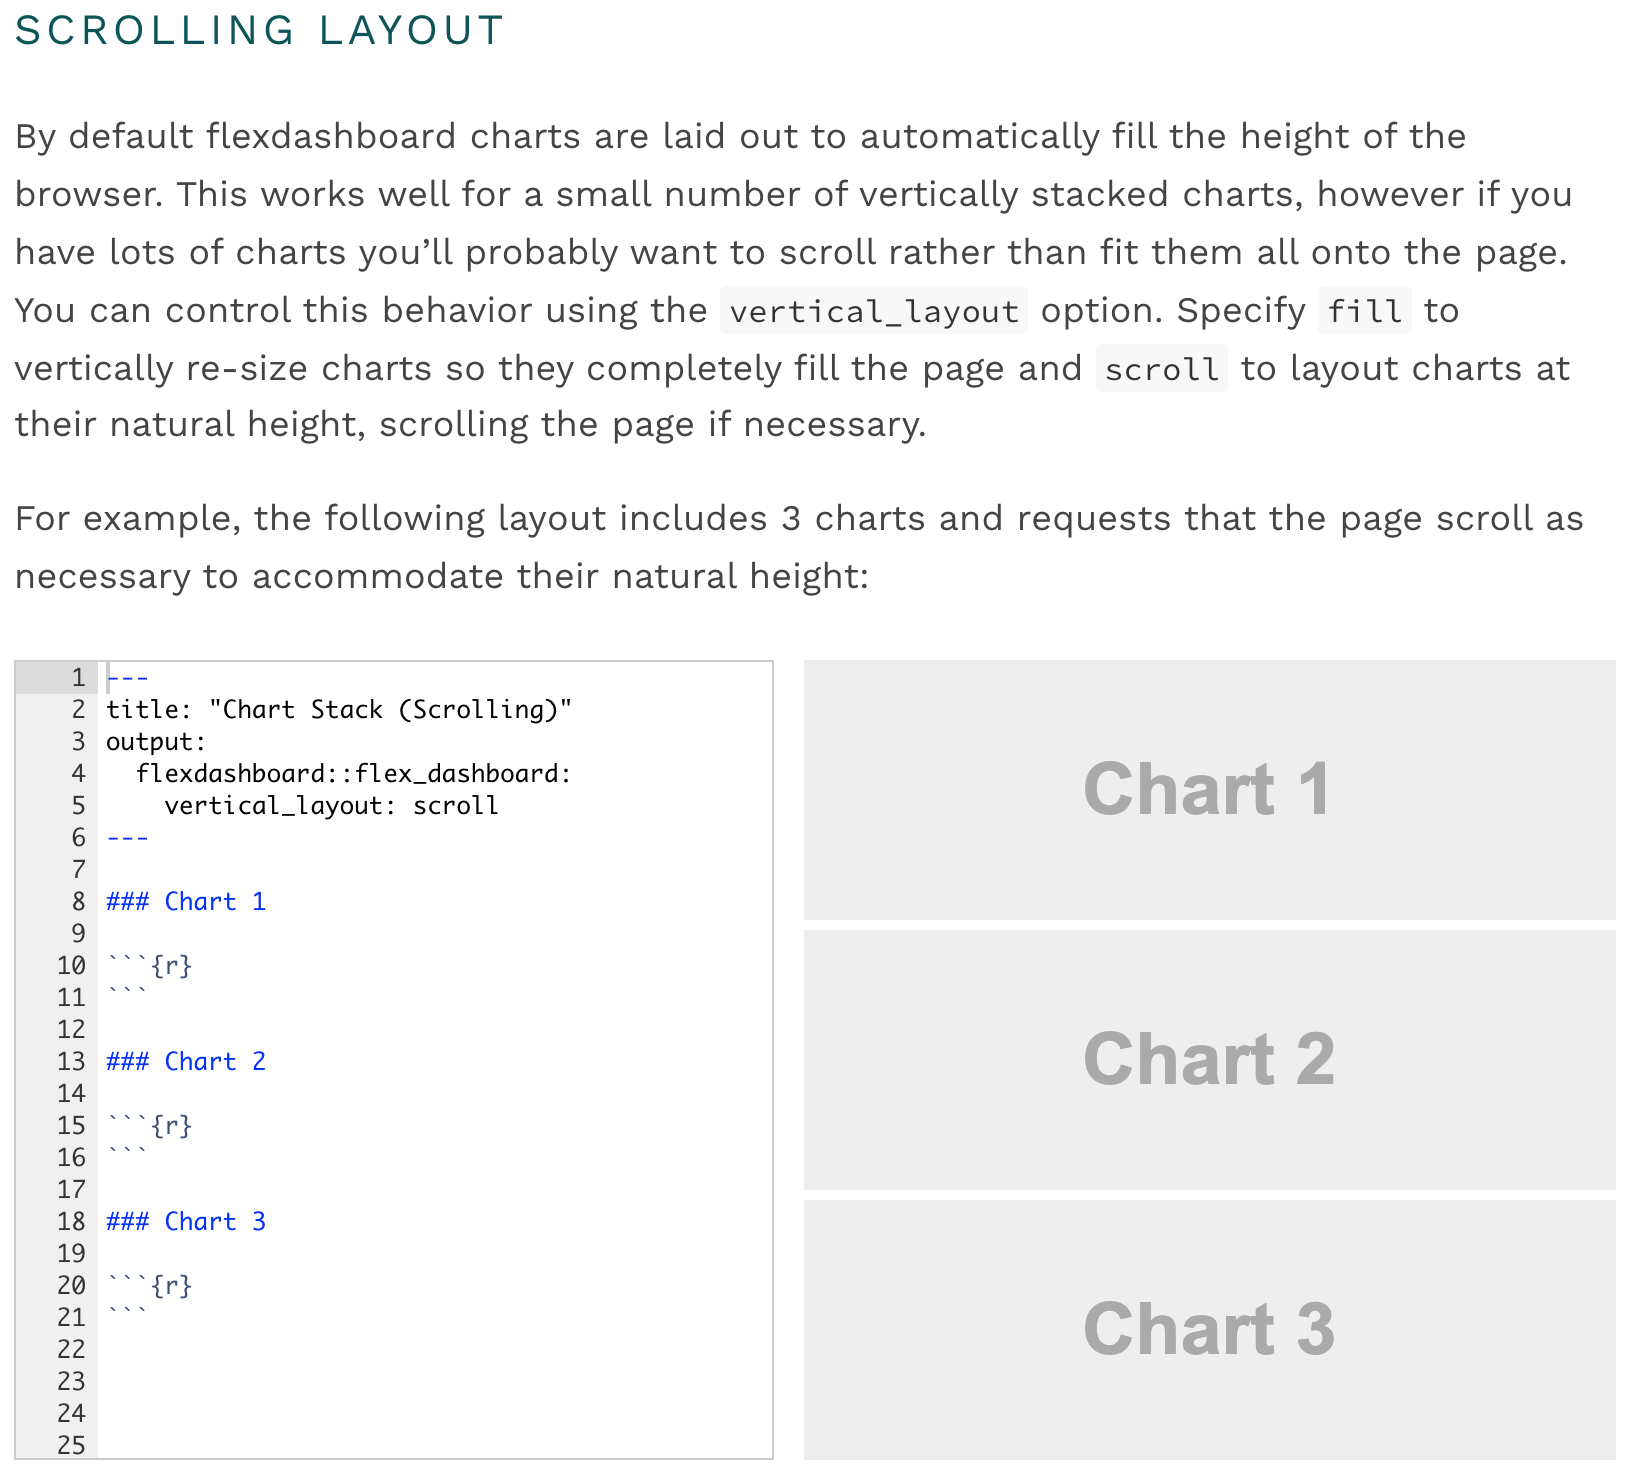 SCROLLING LAYOUT
By default flexdashboard charts are laid out to automatically fill the height of the
browser. This works well for a small number of vertically stacked charts, however if you
have lots of charts you’ll probably want to scroll rather than fit them all onto the page.
You can control this behavior using the vertical_layout option. Specify fill to
vertically re-size charts so they completely fill the page and scroll to layout charts at
their natural height, scrolling the page if necessary.
For example, the following layout includes 3 charts and requests that the page scroll as
necessary to accommodate their natural height:
1 ---
2 title: "Chart Stack (Scrolling)"
3 output:
4   flexdashboard::flex_dashboard:
5     vertical_layout: scroll
6 ---
7
8 ### Chart 1
9
10 ```{r}
11 ```
12
13 ### Chart 2
14
15 ```{r}
16 ```
17
18 ### Chart 3
19
20 ```{r}
21 ```
22
23
24
25
Chart 1
Chart 2
Chart 3